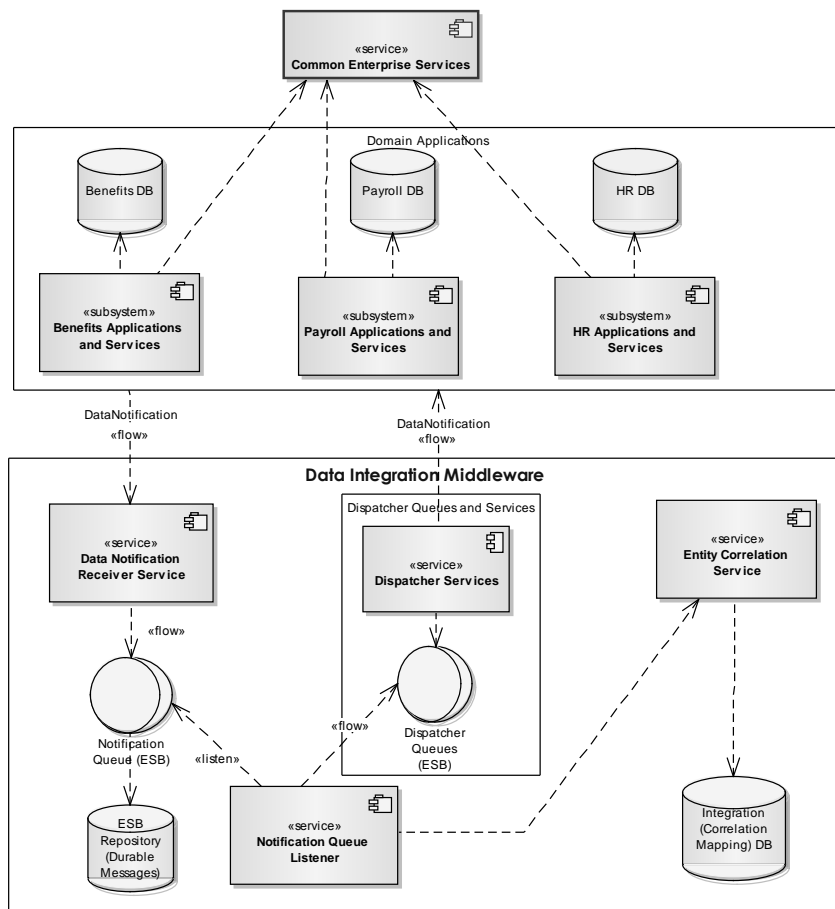 «service»
Common Enterprise Services
Domain Applications
Benefits DB
Payroll DB
HR DB
«subsystem»
Benefits Applications
and Services
«subsystem»
Payroll Applications and
Services
«subsystem»
HR Applications and
Services
DataNotification
«flow»
DataNotification
«flow»
Data Integration Middleware
Dispatcher Queues and Services
«service»
Data Notification
Receiver Service
«service»
Dispatcher Services
«service»
Entity Correlation
Service
«flow»
Notification
Queue (ESB)
«listen»
«flow»
Dispatcher
Queues
(ESB)
ESB
Repository
(Durable
Messages)
«service»
Notification Queue
Listener
Integration
(Correlation
Mapping) DB